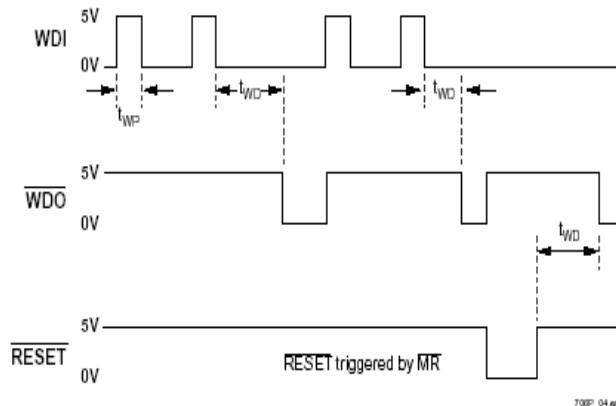 5V
WDI
0V
tWP
tWD
tWD
5V
WDO
0V
tWD
5V
RESET
0V
RESET triggered by MR